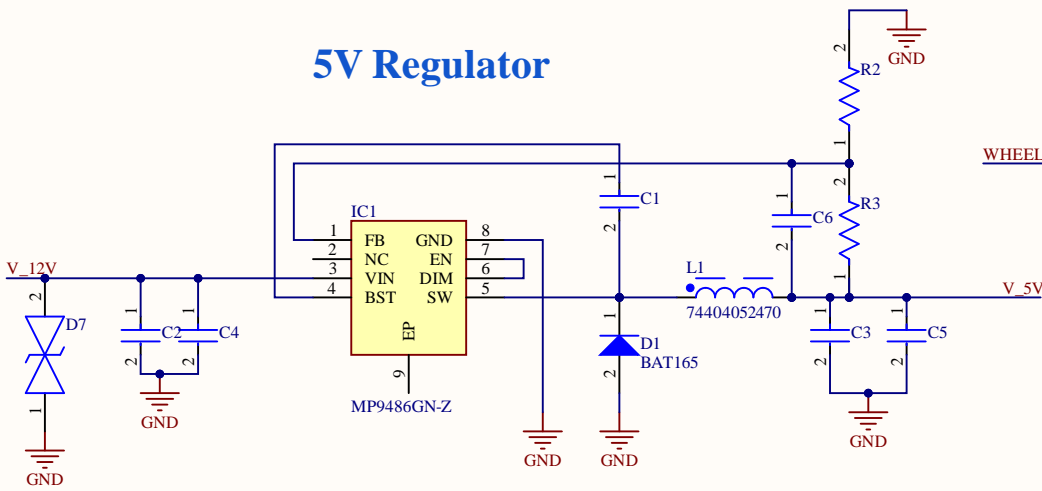 5V Regulator
GND
2
R2
1
WHEEL
2
R3
1
1
C1
2
1
C6
2
IC1
1 FB GND 8
2 NC EN 7
3 VIN DIM 6
4 BST SW 5
EP
9
MP9486GN-Z
V_12V
2
D7
1
GND
1
C2
2
1
C4
2
GND
GND
1
D1
BAT165
2
GND
L1
74404052470
V_5V
1
C3
2
1
C5
2
GND